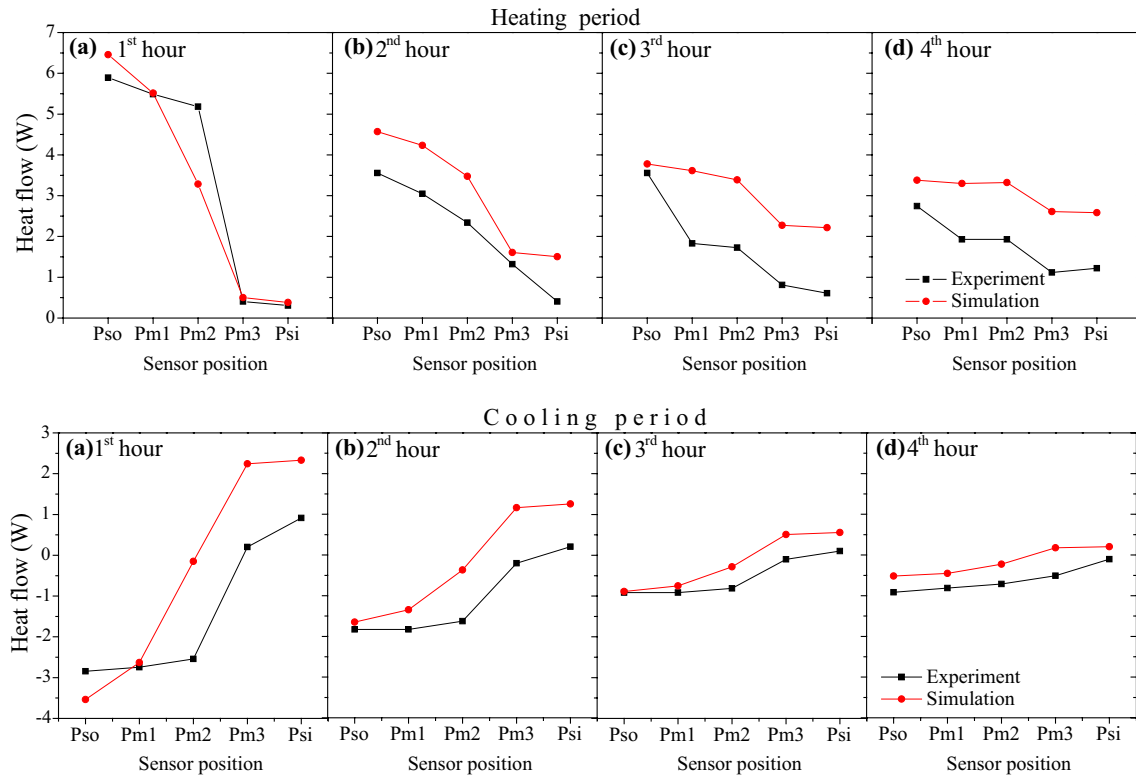 Heating period
(a) 1st hour
(b) 2nd hour
(c) 3rd hour
(d) 4th hour
7
6
5
4
3
2
1
0
Heat flow (W)
Experiment
Simulation
Pso Pm1 Pm2 Pm3 Psi
Pso Pm1 Pm2 Pm3 Psi
Pso Pm1 Pm2 Pm3 Psi
Pso Pm1 Pm2 Pm3 Psi
Sensor position
Sensor position
Sensor position
Sensor position
Cooling period
(a) 1st hour
(b) 2nd hour
(c) 3rd hour
(d) 4th hour
3
2
1
0
-1
-2
-3
-4
Heat flow (W)
Experiment
Simulation
Pso Pm1 Pm2 Pm3 Psi
Pso Pm1 Pm2 Pm3 Psi
Pso Pm1 Pm2 Pm3 Psi
Pso Pm1 Pm2 Pm3 Psi
Sensor position
Sensor position
Sensor position
Sensor position